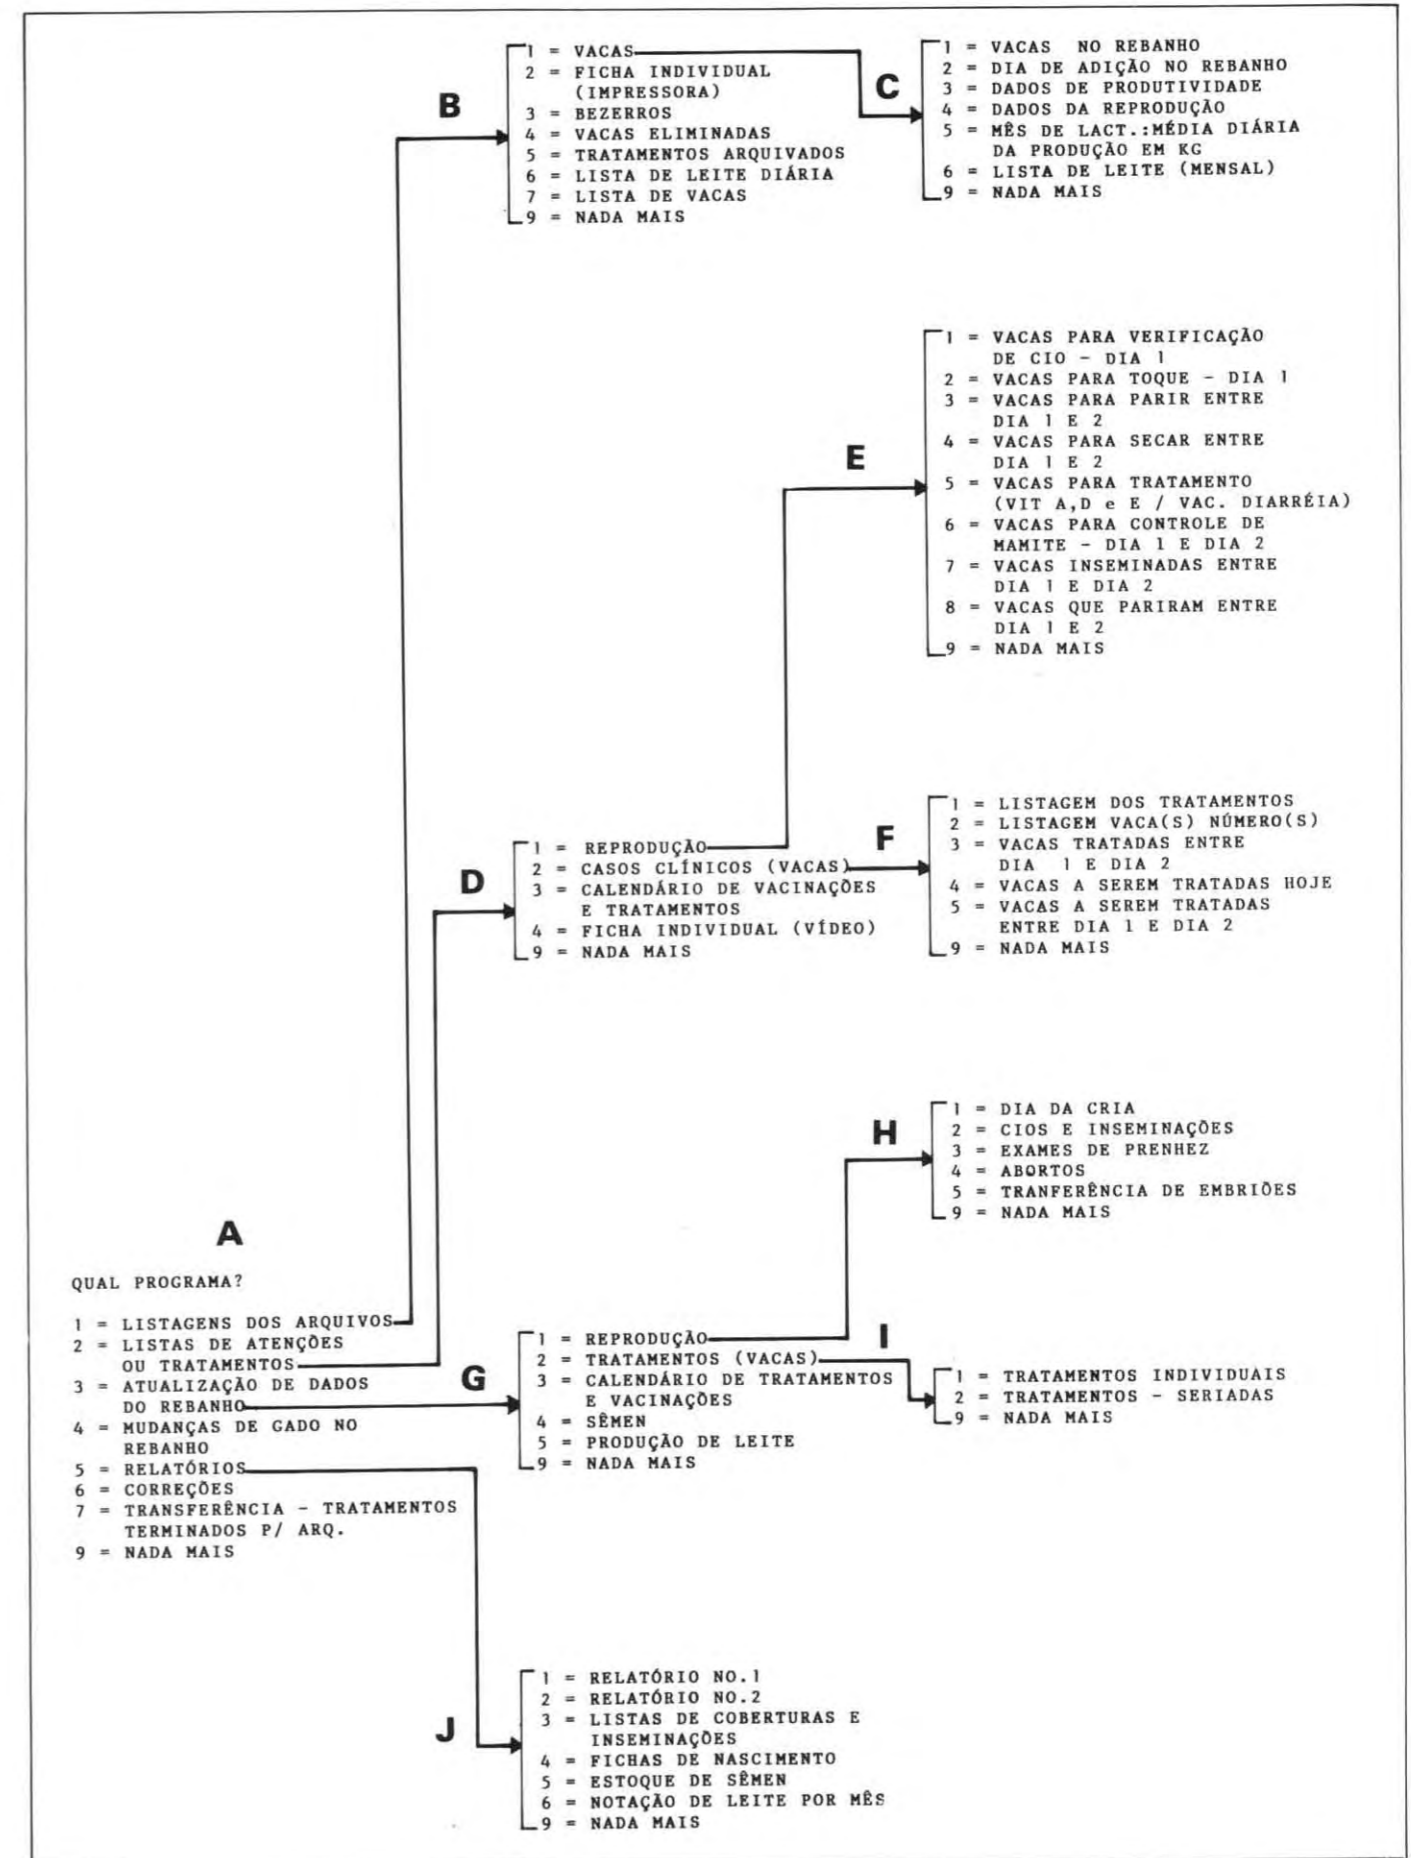 B
1 = VACAS
2 = FICHA INDIVIDUAL
(IMPRESSORA)
3 = BEZERROS
4 = VACAS ELIMINADAS
5 = TRATAMENTOS ARQUIVADOS
6 = LISTA DE LEITE DIÁRIA
7 = LISTA DE VACAS
9 = NADA MAIS
C
1 = VACAS NO REBANHO
2 = DIA DE ADIÇÃO NO REBANHO
3 = DADOS DE PRODUTIVIDADE
4 = DADOS DA REPRODUÇÃO
5 = MÊS DE LACT.:MÉDIA DIÁRIA
DA PRODUÇÃO EM KG
6 = LISTA DE LEITE (MENSAL)
9 = NADA MAIS
E
1 = VACAS PARA VERIFICAÇÃO
DE CIO - DIA 1
2 = VACAS PARA TOQUE - DIA 1
3 = VACAS PARA PARIR ENTRE
DIA 1 E 2
4 = VACAS PARA SECAR ENTRE
DIA 1 E 2
5 = VACAS PARA TRATAMENTO
(VIT A,D e E / VAC. DIARRÉIA)
6 = VACAS PARA CONTROLE DE
MAMITE - DIA 1 E DIA 2
7 = VACAS INSEMINADAS ENTRE
DIA 1 E DIA 2
8 = VACAS QUE PARIRAM ENTRE
DIA 1 E 2
9 = NADA MAIS
D
1 = REPRODUÇÃO
2 = CASOS CLÍNICOS (VACAS)
3 = CALENDÁRIO DE VACINAÇÕES
E TRATAMENTOS
4 = FICHA INDIVIDUAL (VÍDEO)
9 = NADA MAIS
F
1 = LISTAGEM DOS TRATAMENTOS
2 = LISTAGEM VACA(S) NÚMERO(S)
3 = VACAS TRATADAS ENTRE
DIA 1 E DIA 2
4 = VACAS A SEREM TRATADAS HOJE
5 = VACAS A SEREM TRATADAS
ENTRE DIA 1 E DIA 2
9 = NADA MAIS
H
1 = DIA DA CRIA
2 = CIOS E INSEMINAÇÕES
3 = EXAMES DE PRENHEZ
4 = ABORTOS
5 = TRANFERÊNCIA DE EMBRIÕES
9 = NADA MAIS
A
QUAL PROGRAMA?
1 = LISTAGENS DOS ARQUIVOS
2 = LISTAS DE ATENÇÕES
OU TRATAMENTOS
3 = ATUALIZAÇÃO DE DADOS
DO REBANHO
4 = MUDANÇAS DE GADO NO
REBANHO
5 = RELATÓRIOS
6 = CORREÇÕES
7 = TRANSFERÊNCIA - TRATAMENTOS
TERMINADOS P/ ARQ.
9 = NADA MAIS
G
1 = REPRODUÇÃO
2 = TRATAMENTOS (VACAS)
3 = CALENDÁRIO DE TRATAMENTOS
E VACINAÇÕES
4 = SÊMEN
5 = PRODUÇÃO DE LEITE
9 = NADA MAIS
I
1 = TRATAMENTOS INDIVIDUAIS
2 = TRATAMENTOS - SERIADAS
9 = NADA MAIS
J
1 = RELATÓRIO NO.1
2 = RELATÓRIO NO.2
3 = LISTAS DE COBERTURAS E
INSEMINAÇÕES
4 = FICHAS DE NASCIMENTO
5 = ESTOQUE DE SÊMEN
6 = NOTAÇÃO DE LEITE POR MÊS
9 = NADA MAIS